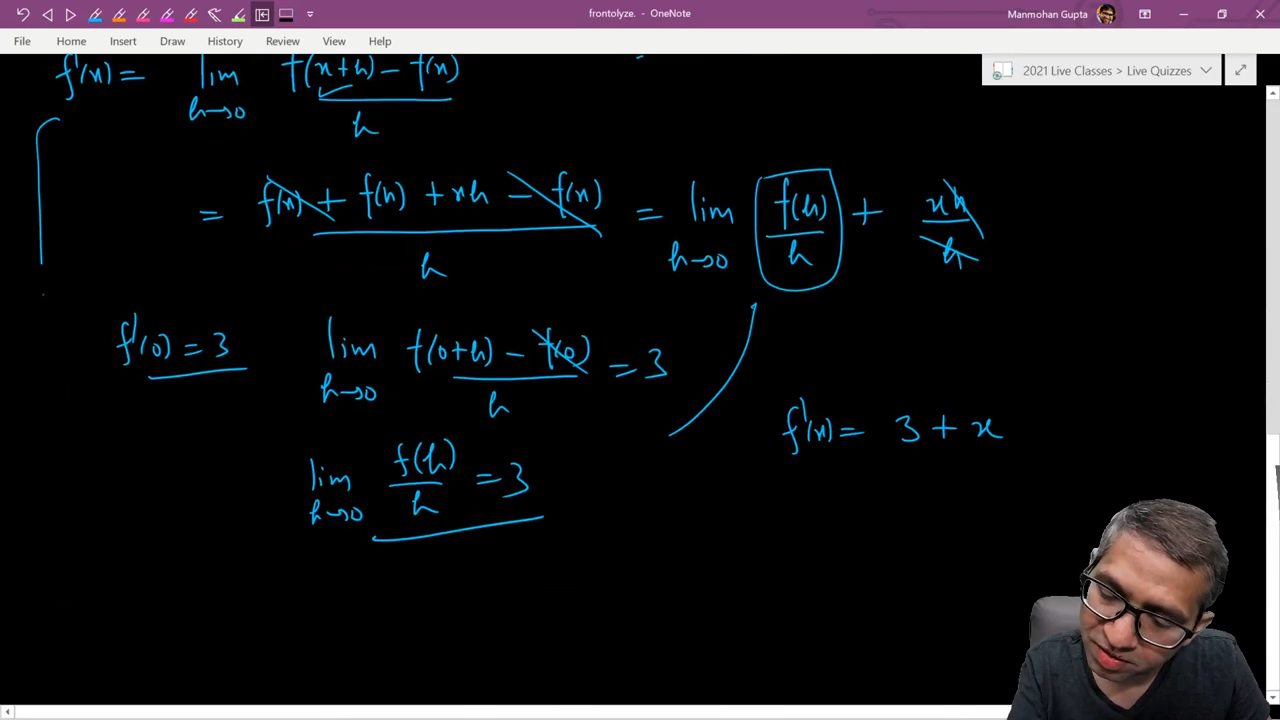 frontolyze. - OneNote
Manmohan Gupta
File Home Insert Draw History Review View Help
2021 Live Classes > Live Quizzes
f'(x) = lim h→0 f(x+h) - f(x) / h
= f(x) + f(h) + xh - f(x) / h = lim h→0 f(h)/h + xh/h
f'(0) = 3 lim h→0 f(0+h) - f(0) / h = 3
f'(x) = 3 + x
lim h→0 f(h)/h = 3